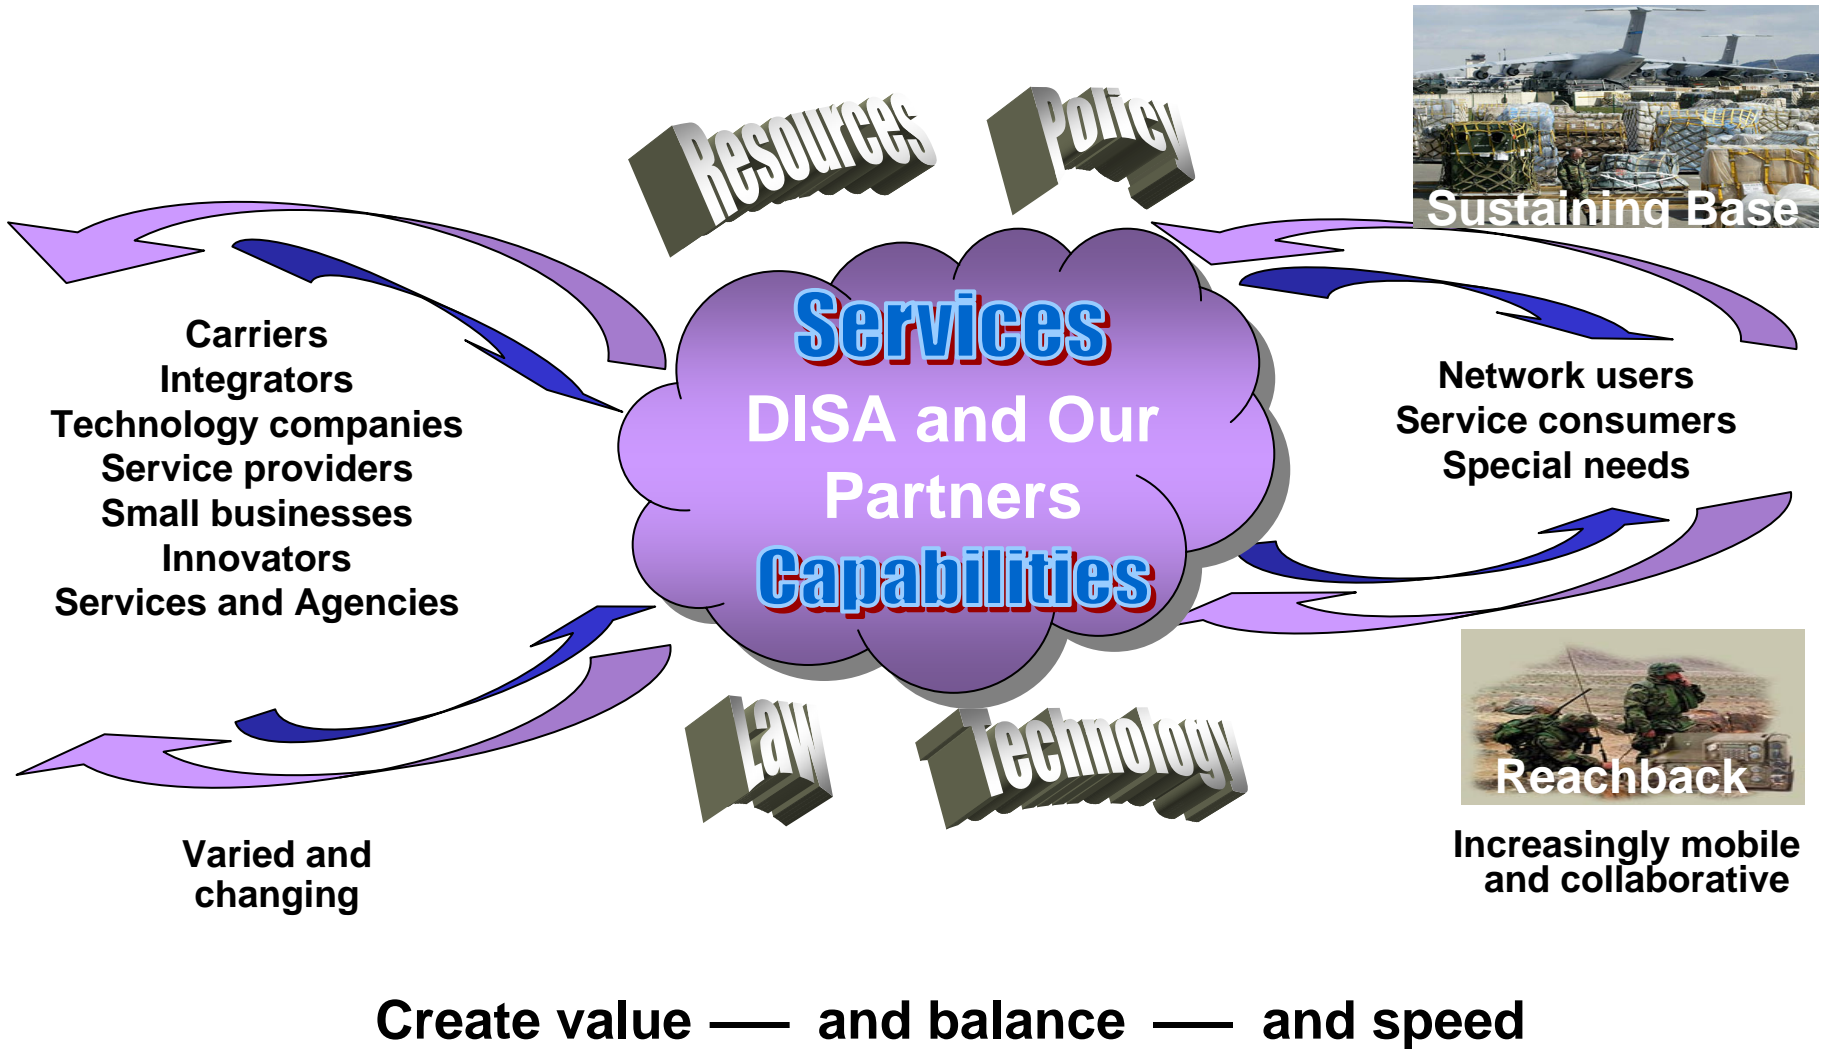 Resources
Policy
Sustaining Base
Carriers
Integrators
Technology companies
Service providers
Small businesses
Innovators
Services and Agencies
Services
DISA and Our
Partners
Capabilities
Network users
Service consumers
Special needs
Law
Technology
Reachback
Varied and
changing
Increasingly mobile
and collaborative
Create value — and balance — and speed